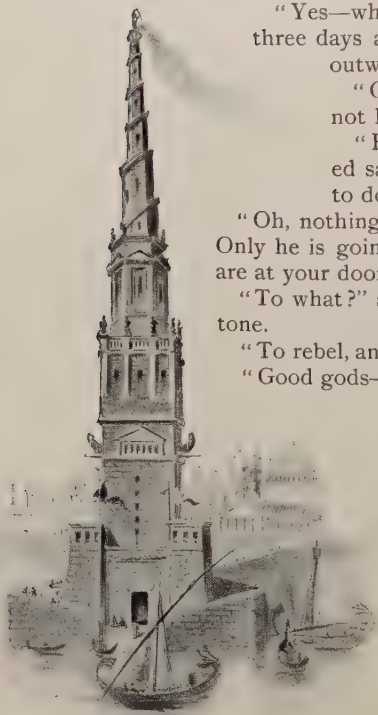 “Yes—wh
three days a
outw
“C
not
“
ed sa
to de
“Oh, nothing
Only he is goin
are at your door
“To what?” a
tone.
“To rebel, an
“Good gods—